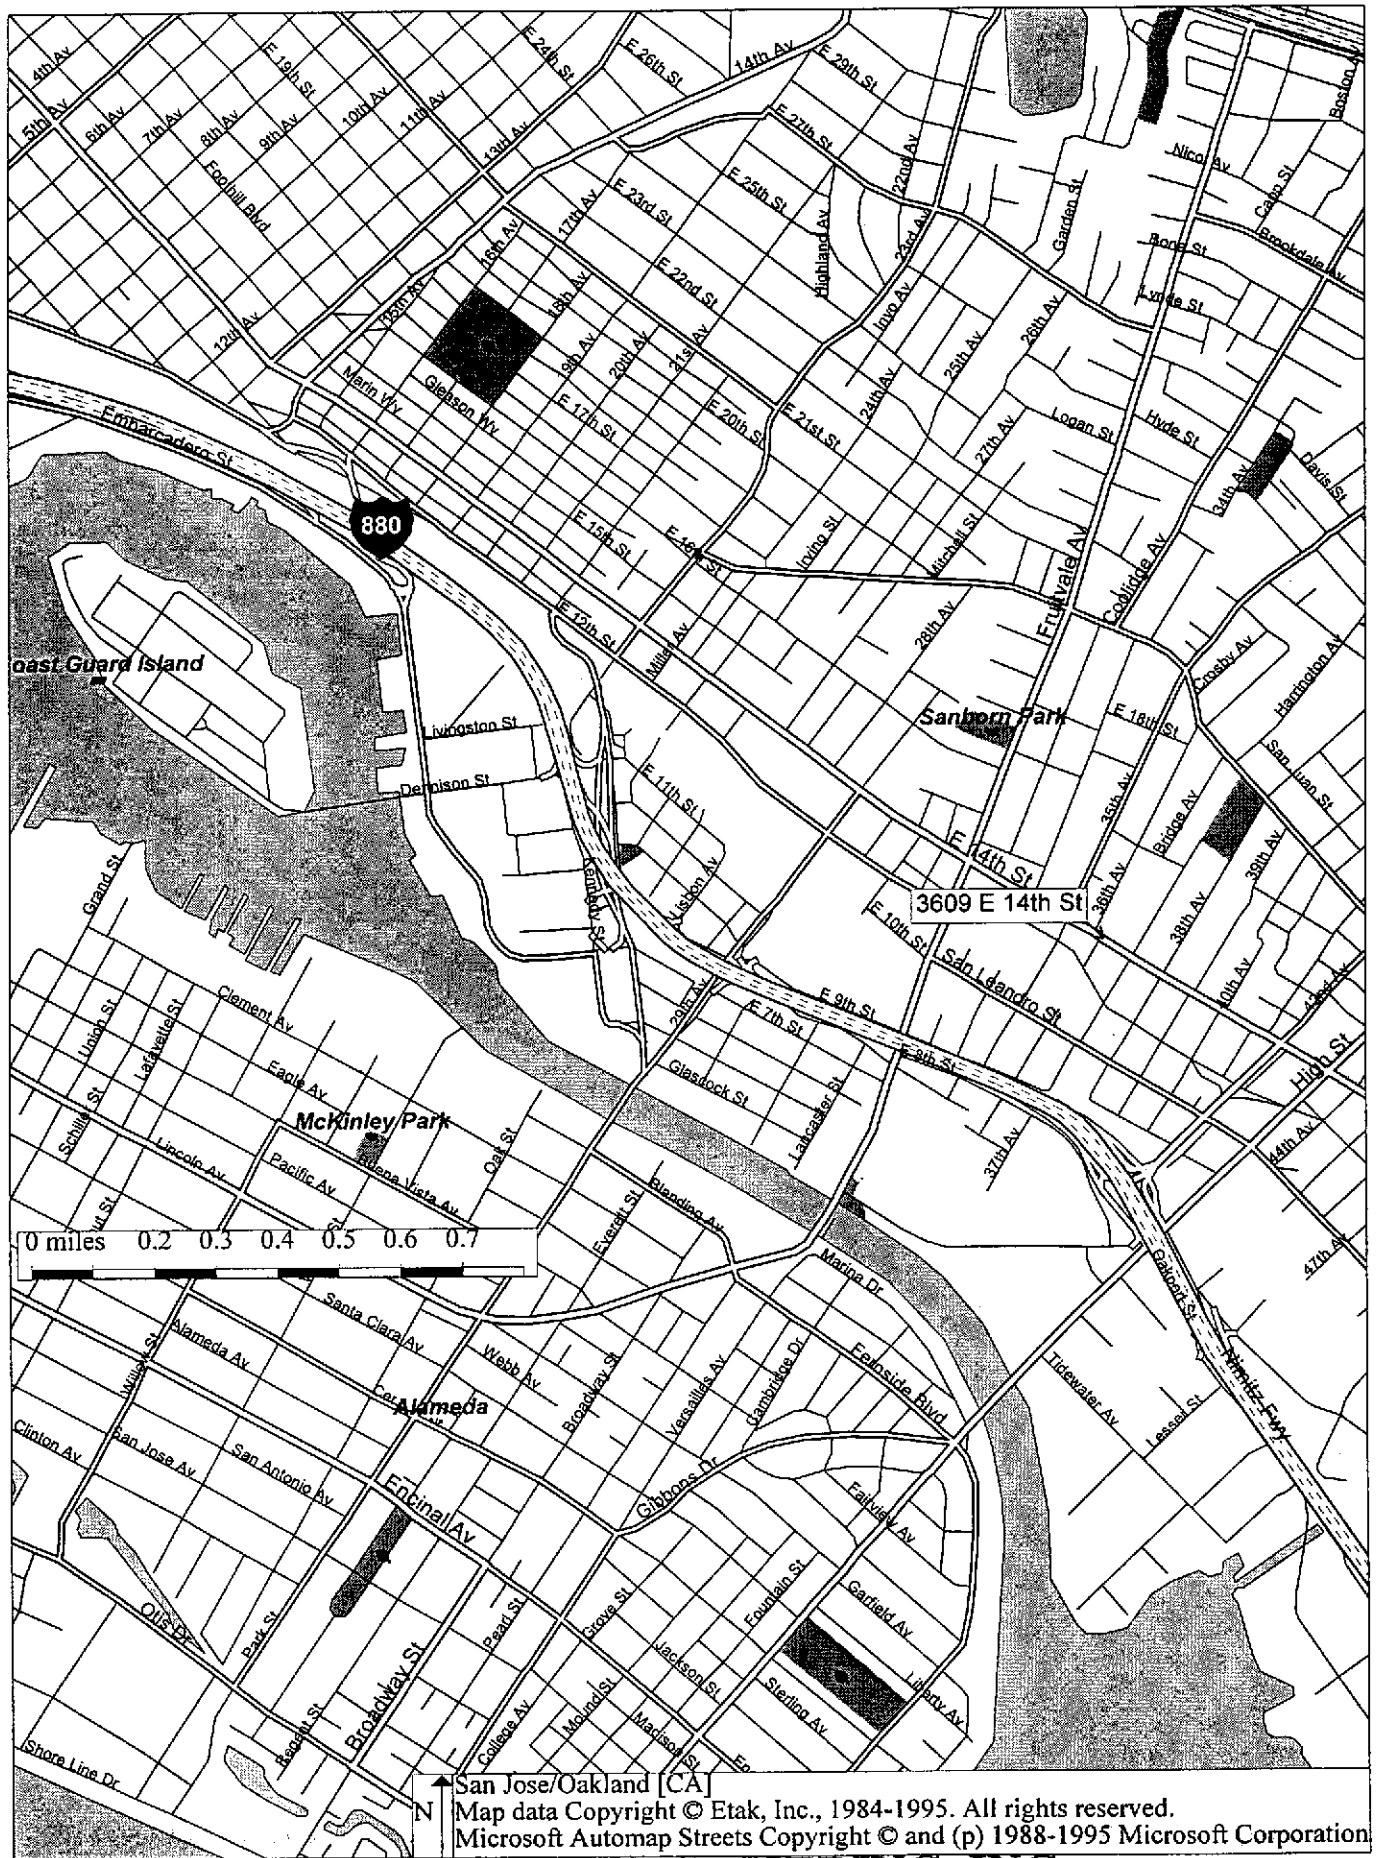 4th Av
5th Av
6th Av
7th Av
8th Av
9th Av
E 19th St
10th Av
11th Av
13th Av
E 24th St
E 26th St
14th Av
E 29th St
E 27th St
22nd Av
Boston Av
Nicol Av
Camp St
Garden St
Bona St
Brookdale Av
Lynde St
Foothill Blvd
E 25th St
E 23rd St
17th Av
16th Av
Highland Av
23rd Av
Inyo Av
E 22nd St
15th Av
18th Av
12th Av
19th Av
20th Av
21st Av
25th Av
26th Av
24th Av
Marin Wy
Gleason Wy
E 17th St
E 20th St
E 21st St
27th Av
Logan St
Hyde St
34th Av
Davis St
Embarcadero St
880
E 15th St
E 16th St
Irving St
Mitchell St
Fruitvale Av
Coolidge Av
E 12th St
Miller Av
28th Av
Crosby Av
Harrington Av
oast Guard Island
Sanborn Park
E 18th St
San Juan St
Livingston St
Dennison St
E 11th St
35th Av
Bridge Av
39th Av
Kennedy St
Lisbon Av
E 14th St
3609 E 14th St
36th Av
38th Av
Grand St
E 10th St
San Leandro St
40th Av
42nd Av
High St
Clement Av
Union St
Lafayette St
29th Av
E 7th St
E 9th St
E 8th St
Eagle Av
Glascock St
Lancaster St
37th Av
44th Av
Schiller St
McKinley Park
Lincoln Av
Pacific Av
Buena Vista Av
Oak St
Blanding Av
Everett St
ut St
0 miles 0.2 0.3 0.4 0.5 0.6 0.7
Marina Dr
Oakport St
47th Av
Santa Clara Av
Alameda Av
Willow St
Webb Av
Broadway St
Versailles Av
Cambridge Dr
Fernside Blvd
Tidewater Av
Lesser St
Nimitz Fwy
Alameda
Clinton Av
San Jose Av
San Antonio Av
Encinal Av
Gibbons Dr
Fairview Av
Otis Dr
Park St
Pearl St
Grove St
Fountain St
Garfield Av
Jackson St
Broadway St
Regent St
College Av
Mound St
Madison St
Sterling Av
Liberty Av
Shore Line Dr
En
N
San Jose/Oakland [CA]
Map data Copyright © Etak, Inc., 1984-1995. All rights reserved.
Microsoft Automap Streets Copyright © and (p) 1988-1995 Microsoft Corporation